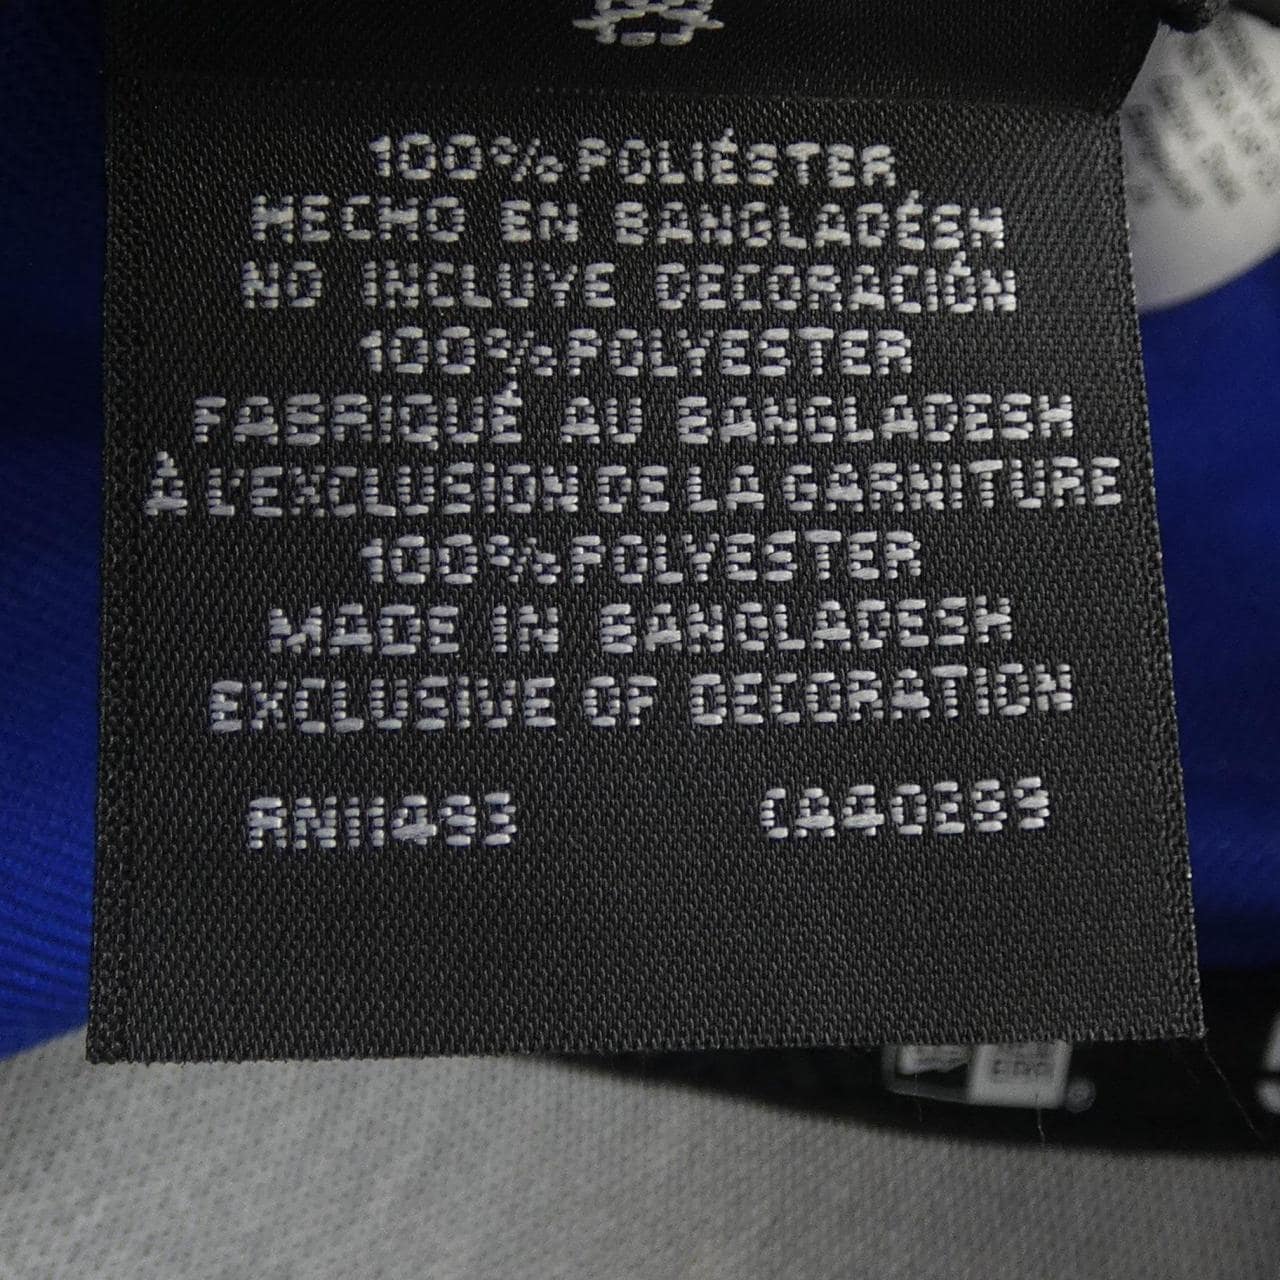 100% POLIÉSTER
HECHO EN BANGLADÉSH
NO INCLUYE DECORACIÓN
100% POLYESTER
FABRIQUÉ AU BANGLADESH
À L'EXCLUSION DE LA GARNITURE
100% POLYESTER
MADE IN BANGLADESH
EXCLUSIVE OF DECORATION
RN11493 CA40289